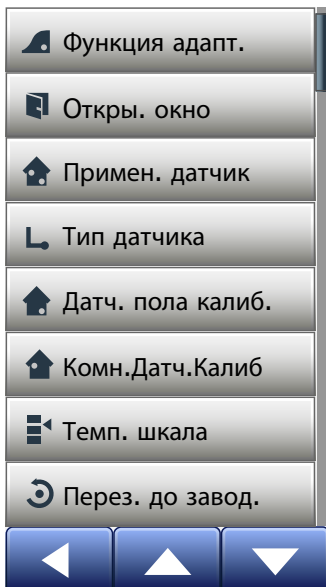 Функция адапт.
Откры. окно
Примен. датчик
Тип датчика
Датч. пола калиб.
Комн.Датч.Калиб
Темп. шкала
Перез. до завод.